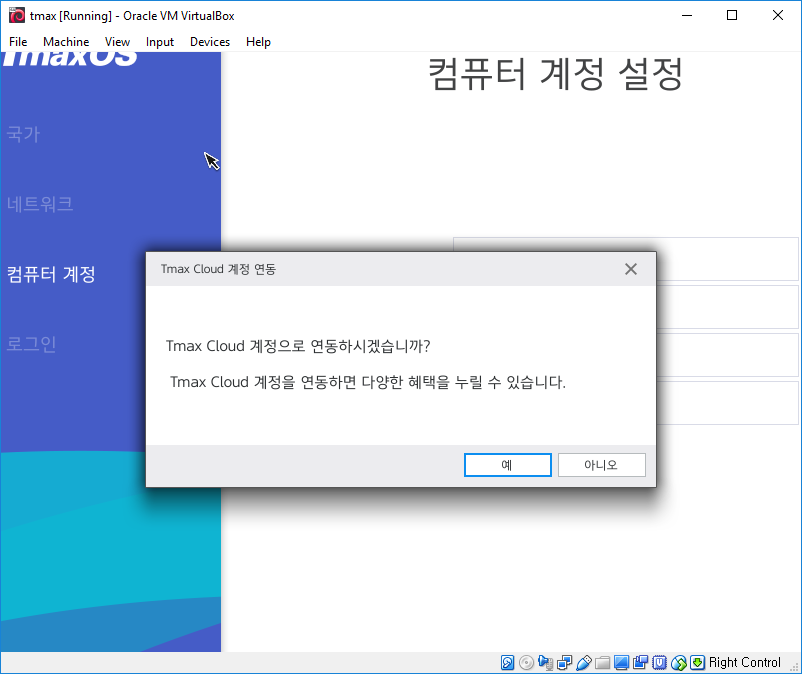 tmax [Running] - Oracle VM VirtualBox
File Machine View Input Devices Help
TmaxOS
컴퓨터 계정 설정
국가
네트워크
컴퓨터 계정
로그인
Tmax Cloud 계정 연동
Tmax Cloud 계정으로 연동하시겠습니까?
Tmax Cloud 계정을 연동하면 다양한 혜택을 누릴 수 있습니다.
예 아니오
Right Control